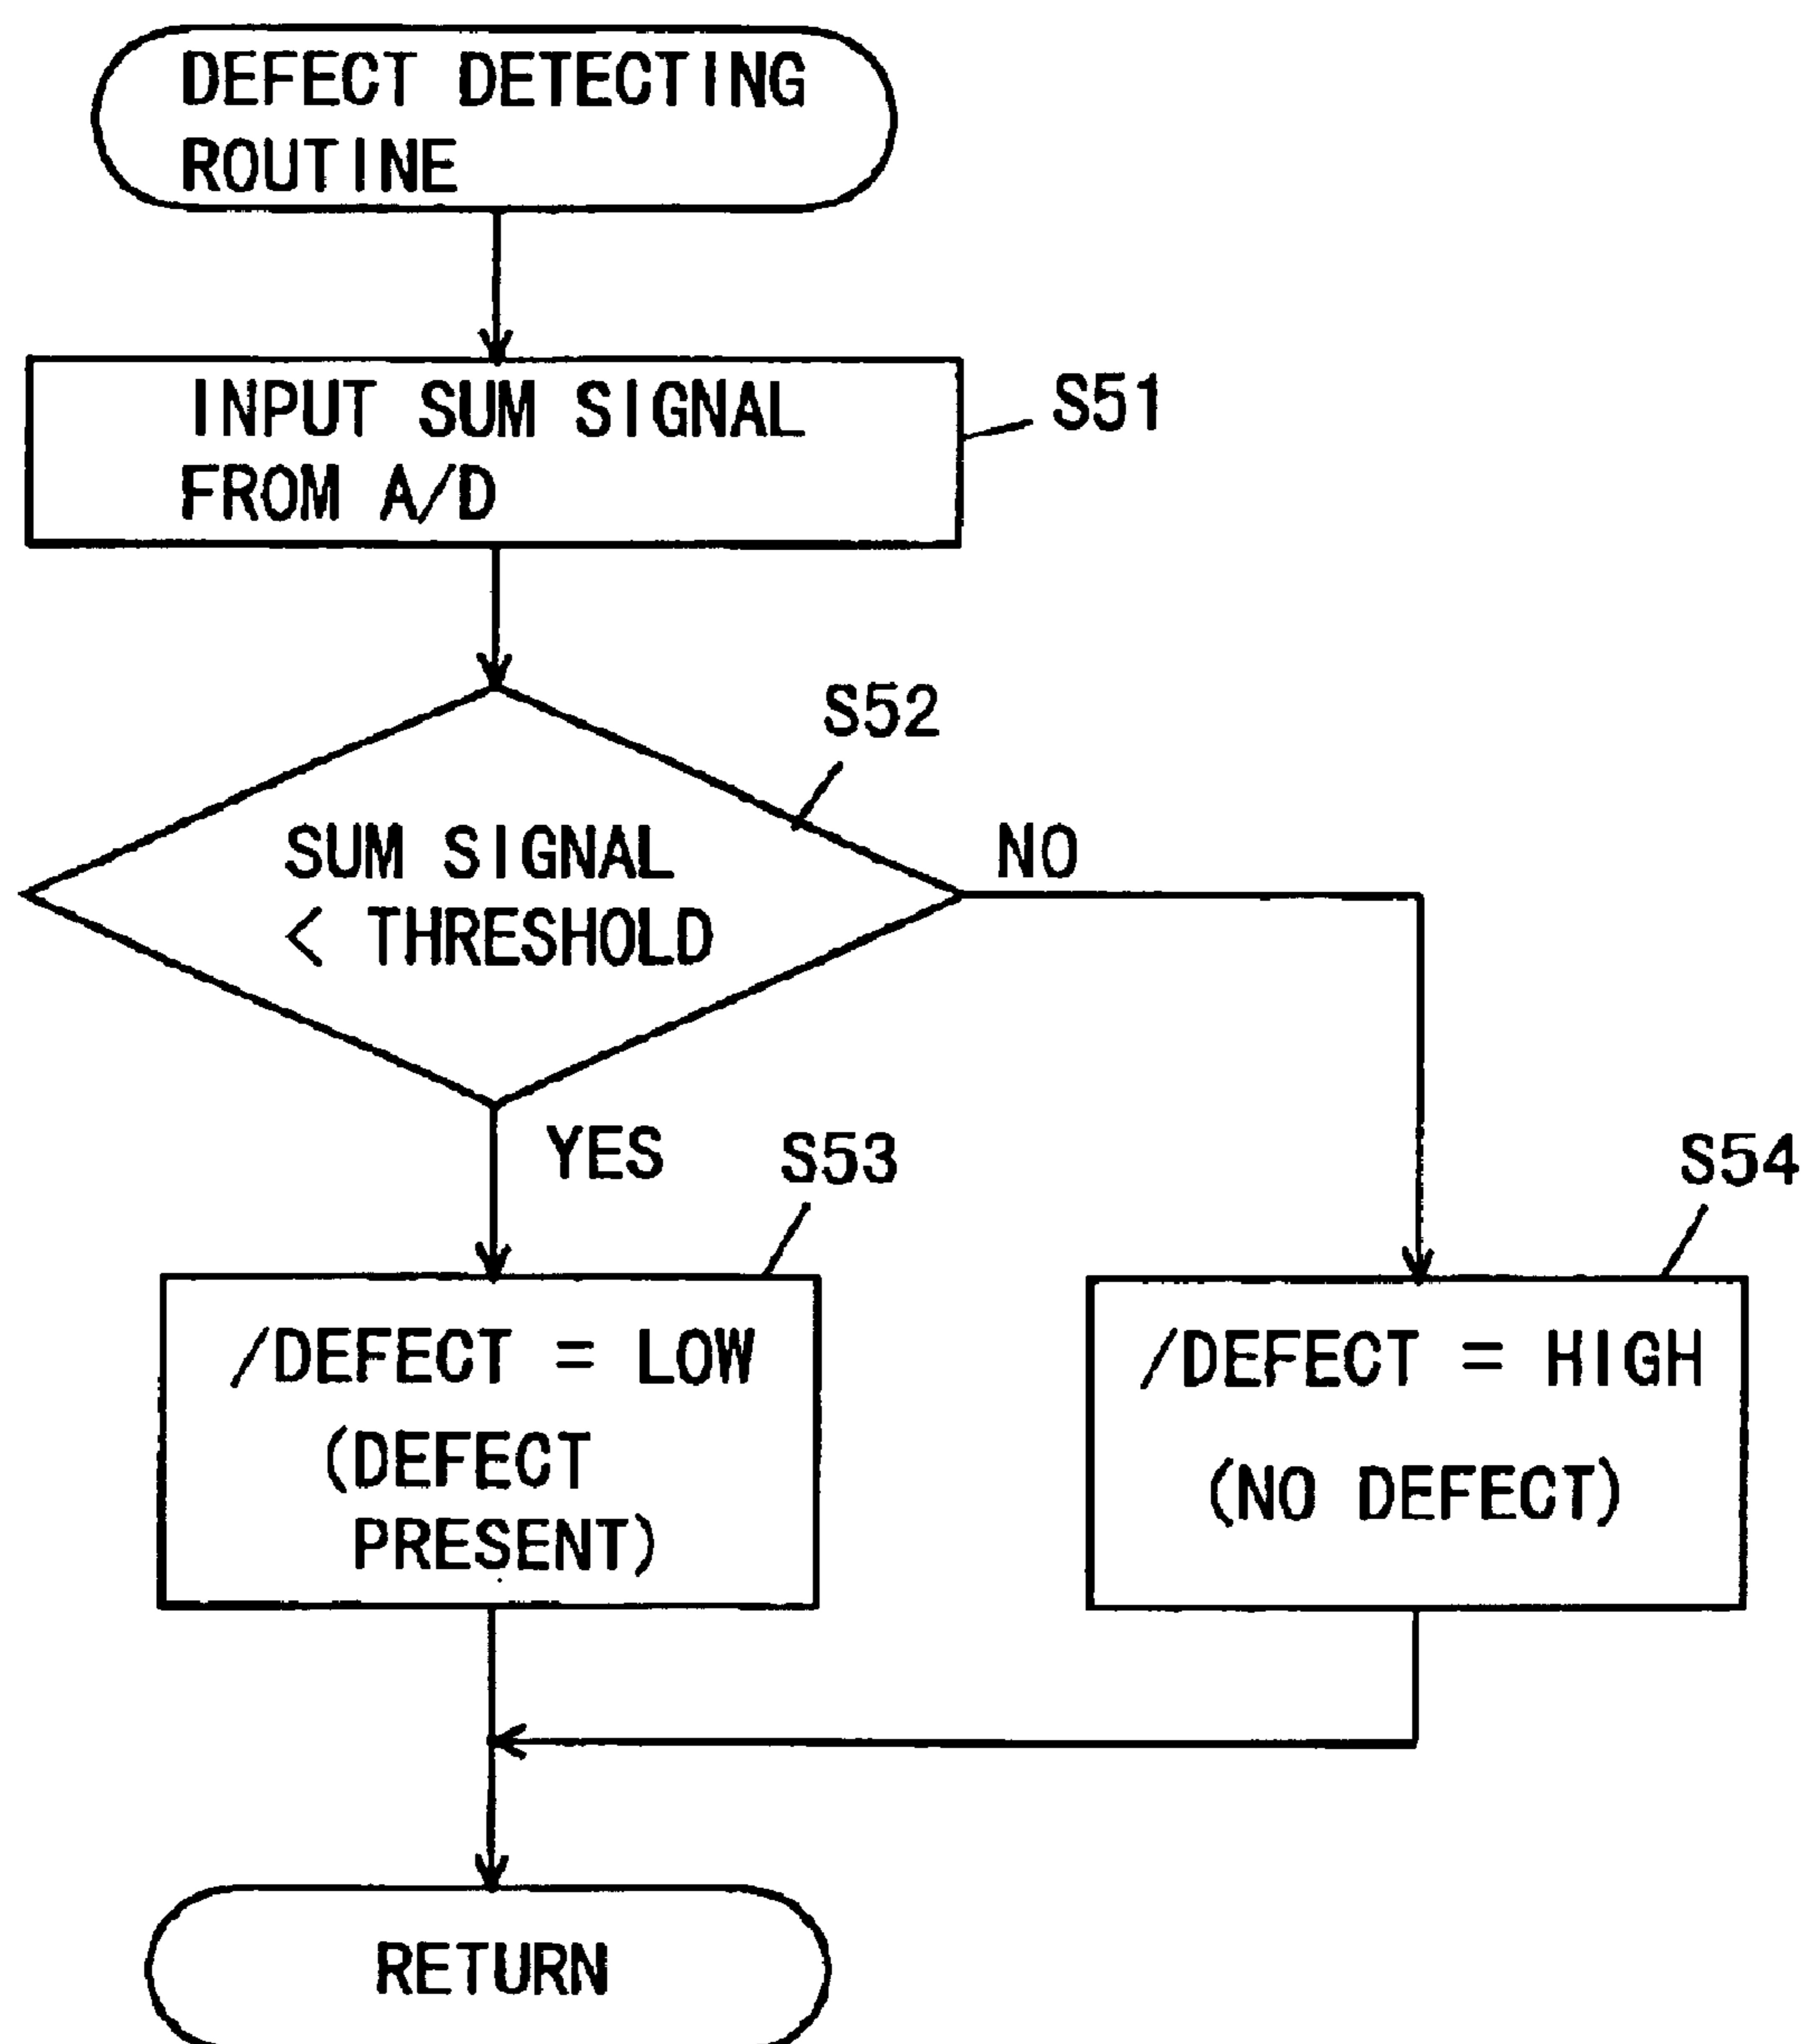 DEFECT DETECTING
ROUTINE
INPUT SUM SIGNAL
FROM A/D
S51
S52
SUM SIGNAL
< THRESHOLD
NO
YES
S53
S54
/DEFECT = LOW
(DEFECT
PRESENT)
/DEFECT = HIGH
(NO DEFECT)
RETURN